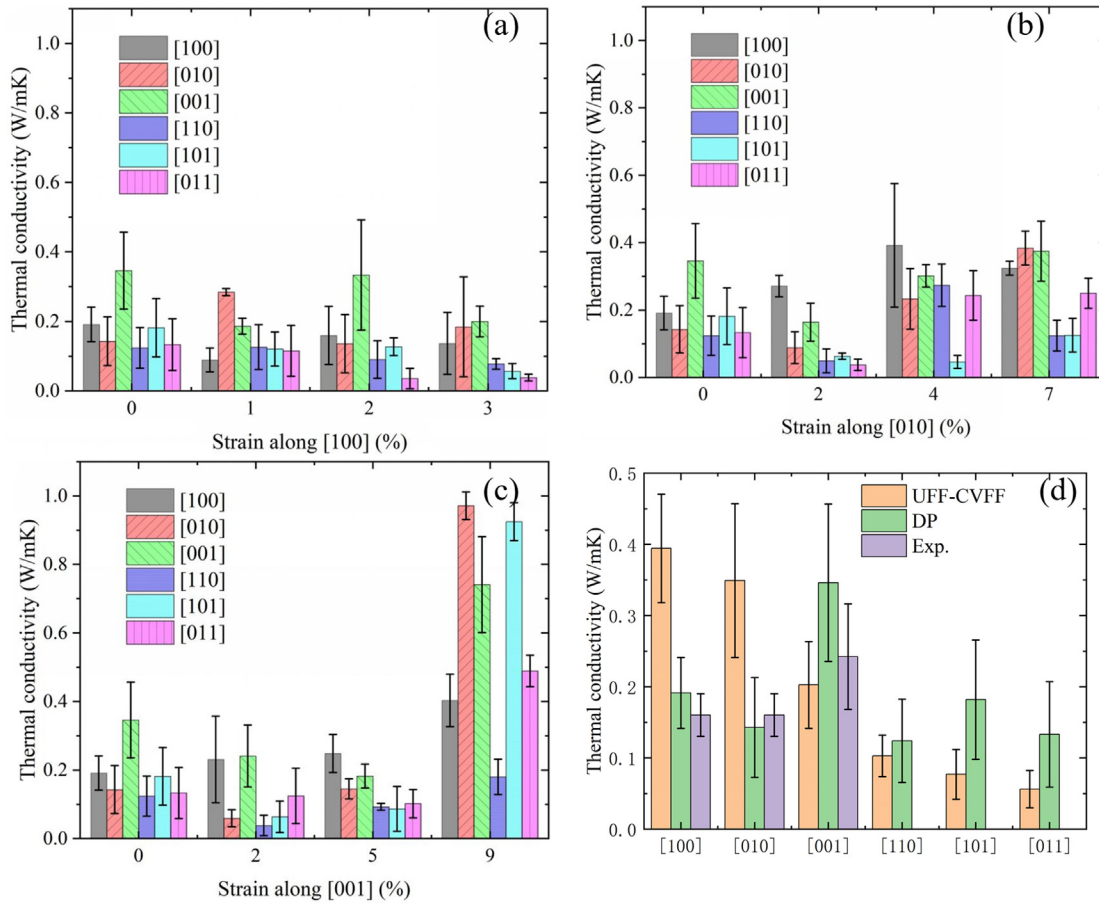 (a)
Thermal conductivity (W/mK)
1.0
0.8
0.6
0.4
0.2
0.0
[100]
[010]
[001]
[110]
[101]
[011]
0 1 2 3
Strain along [100] (%)
(b)
Thermal conductivity (W/mK)
1.0
0.8
0.6
0.4
0.2
0.0
[100]
[010]
[001]
[110]
[101]
[011]
0 2 4 7
Strain along [010] (%)
(c)
Thermal conductivity (W/mK)
1.0
0.8
0.6
0.4
0.2
0.0
[100]
[010]
[001]
[110]
[101]
[011]
0 2 5 9
Strain along [001] (%)
(d)
Thermal conductivity (W/mK)
0.5
0.4
0.3
0.2
0.1
0.0
UFF-CVFF
DP
Exp.
[100] [010] [001] [110] [101] [011]